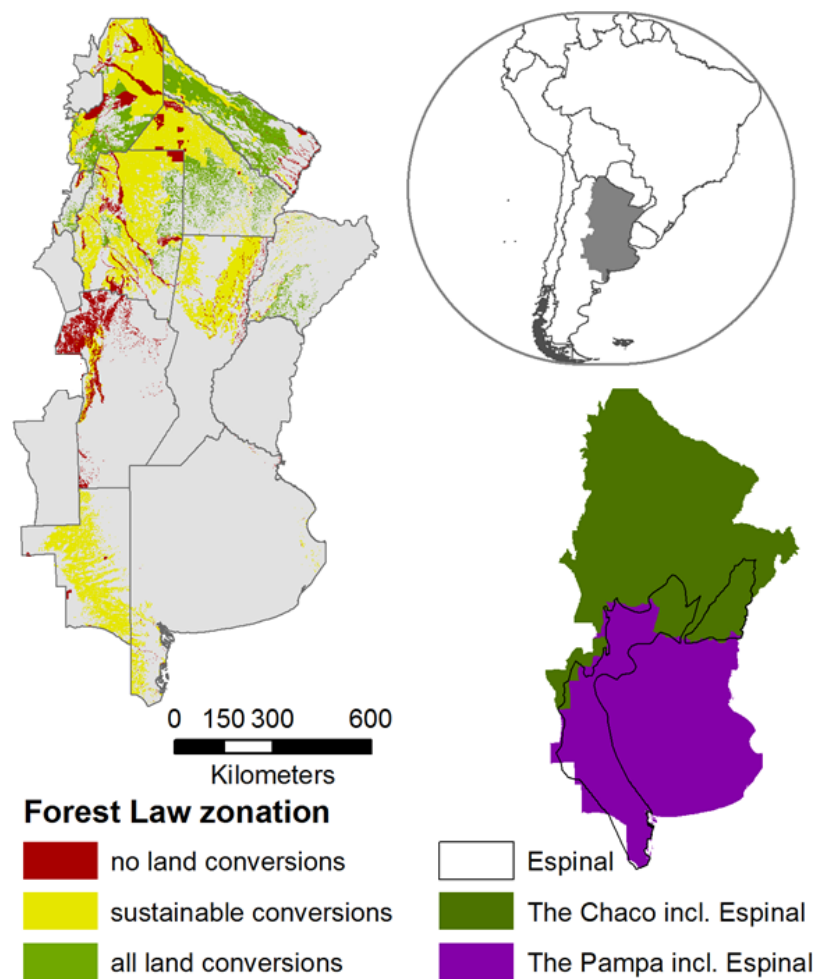 0 150 300 600
Kilometers
Forest Law zonation
no land conversions
sustainable conversions
all land conversions
Espinal
The Chaco incl. Espinal
The Pampa incl. Espinal